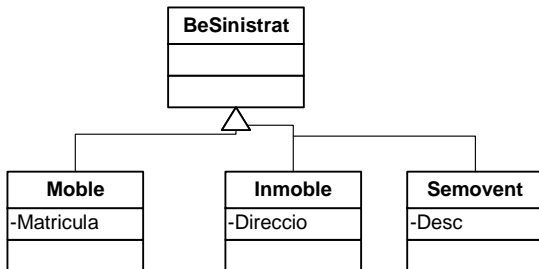 BeSinistrat
Moble
-Matricula
Inmoble
-Direccio
Semovent
-Desc